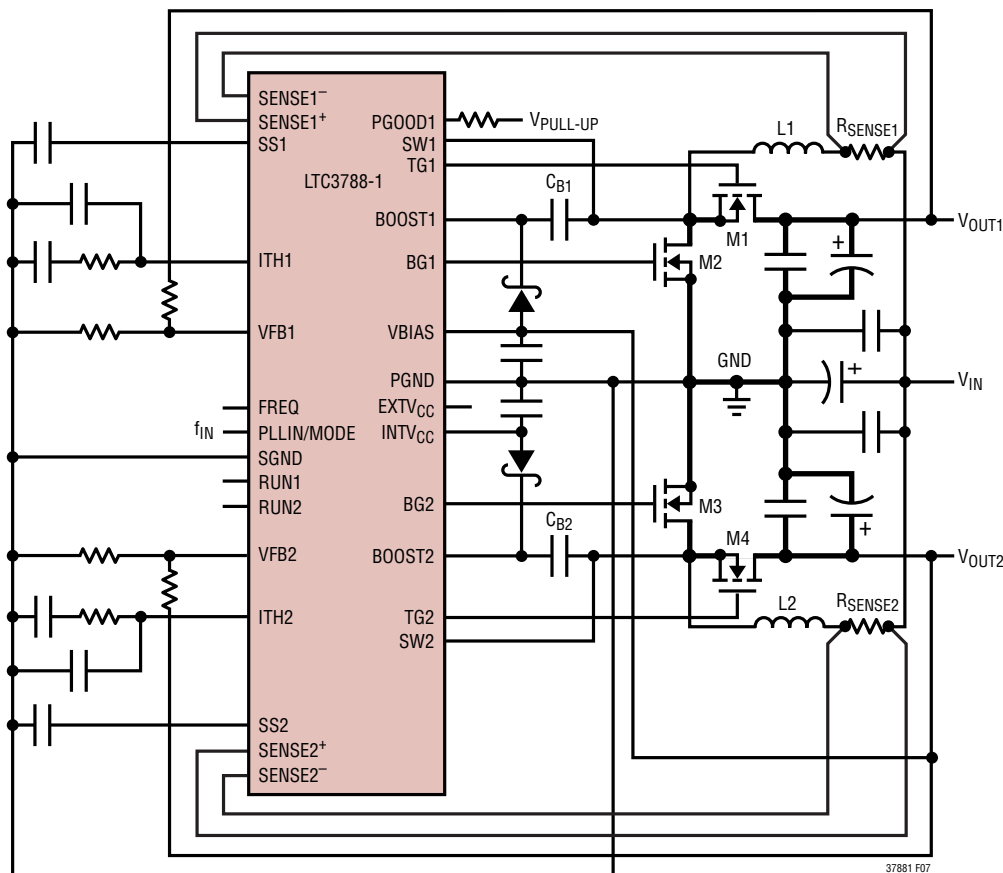 SENSE1⁻
SENSE1⁺
SS1
LTC3788-1
ITH1
VFB1
FREQ
fIN
PLLIN/MODE
SGND
RUN1
RUN2
VFB2
ITH2
SS2
SENSE2⁺
SENSE2⁻
PGOOD1
VPULL-UP
SW1
TG1
BOOST1
BG1
VBIAS
PGND
EXTVCC
INTVCC
BG2
BOOST2
TG2
SW2
CB1
CB2
L1
RSENSE1
M1
M2
VOUT1
+
GND
+
VIN
M3
M4
+
VOUT2
L2
RSENSE2
37881 F07